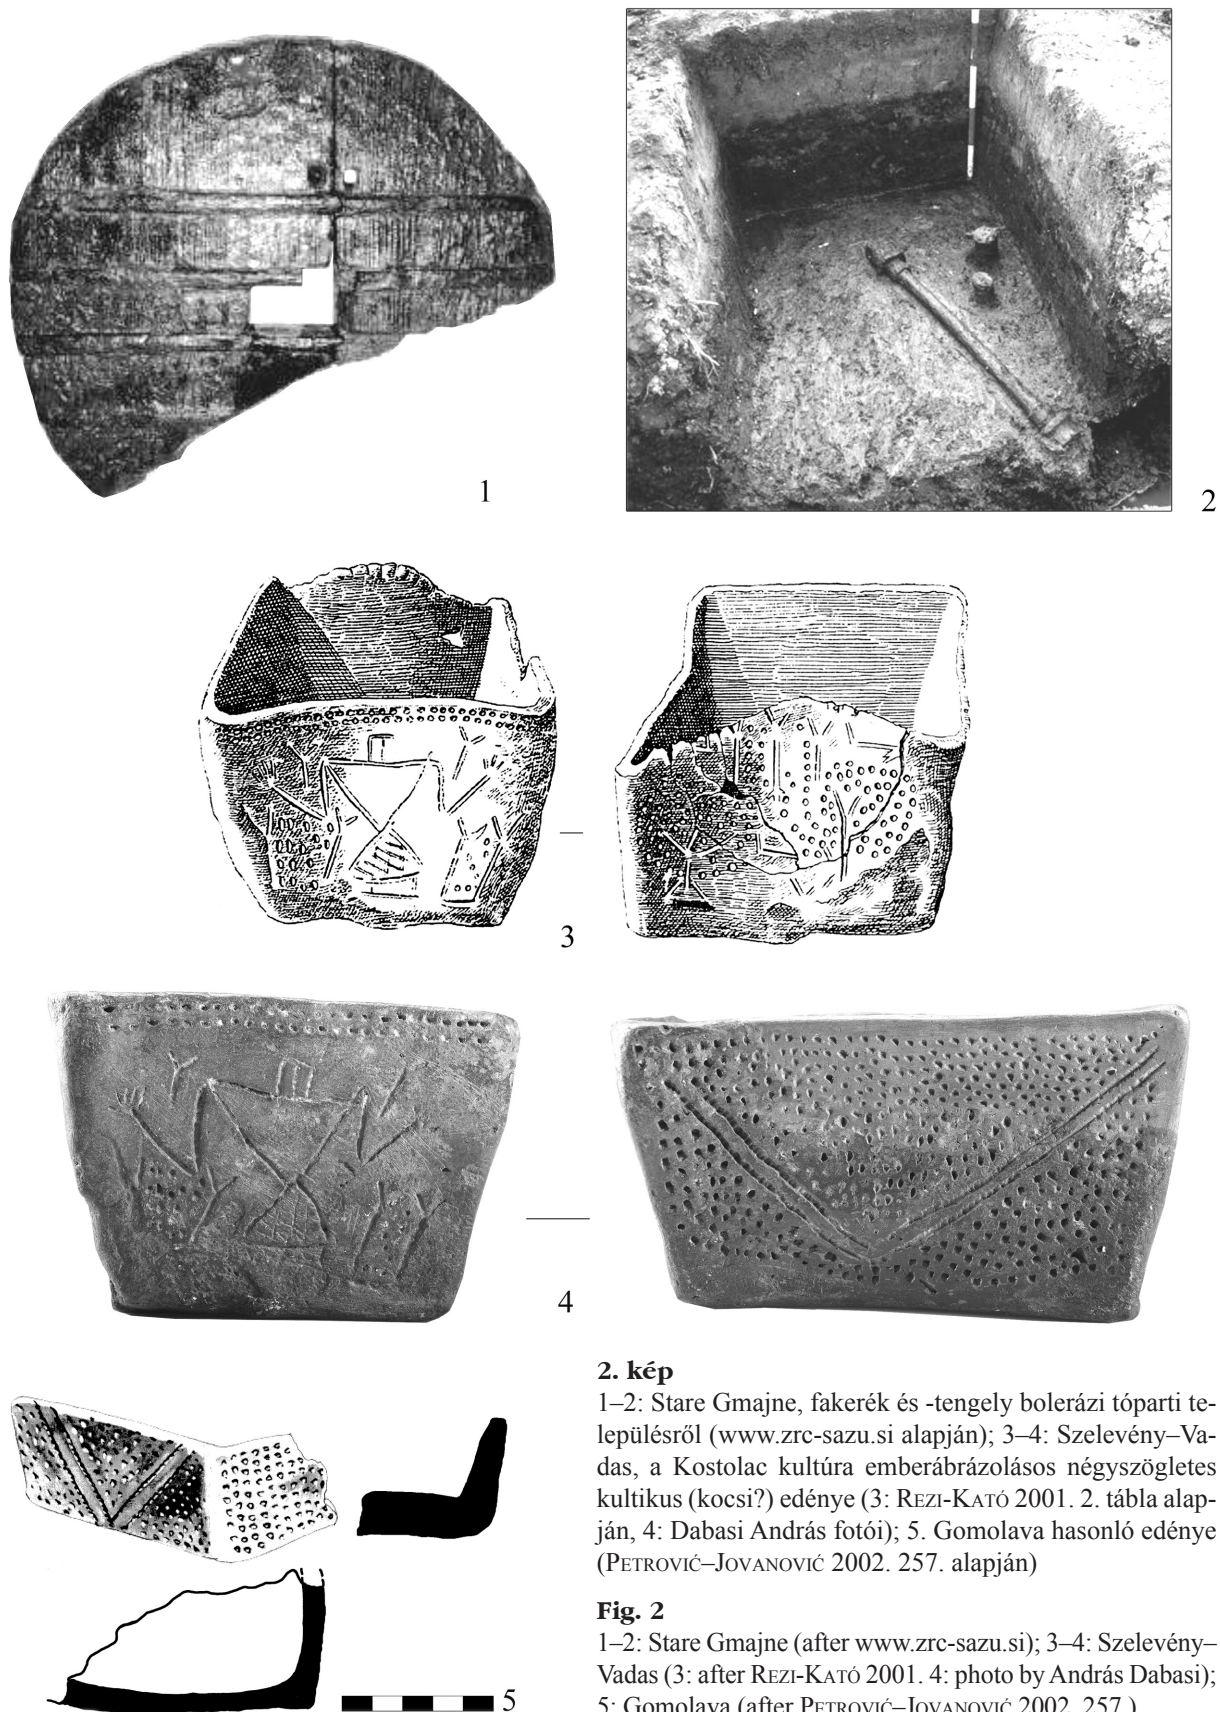 1
2
3
4
2. kép
1–2: Stare Gmajne, fakerék és -tengely bolerázi tóparti te-
lepülésről (www.zrc-sazu.si alapján); 3–4: Szelevény–Va-
das, a Kostolac kultúra emberábrázolásos négyszögletes
kultikus (kocsi?) edénye (3: REZI-KATÓ 2001. 2. tábla alap-
ján, 4: Dabasi András fotói); 5. Gomolava hasonló edénye
(PETROVIĆ–JOVANOVIĆ 2002. 257. alapján)
Fig. 2
1–2: Stare Gmajne (after www.zrc-sazu.si); 3–4: Szelevény–
Vadas (3: after REZI-KATÓ 2001. 4: photo by András Dabasi);
5: Gomolava (after PETROVIĆ–JOVANOVIĆ 2002. 257.)
5